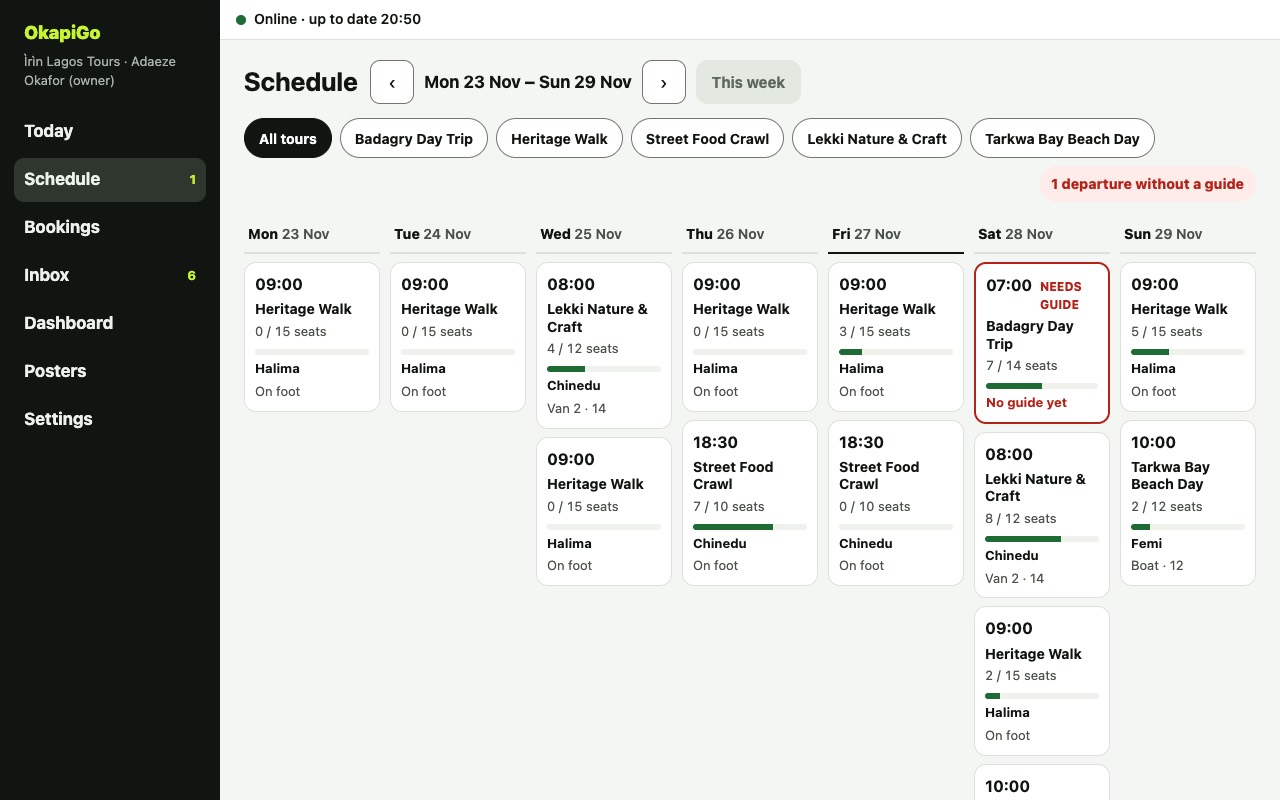 OkapiGo
Ìrìn Lagos Tours · Adaeze
Okafor (owner)
Today
Schedule 1
Bookings
Inbox 6
Dashboard
Posters
Settings
Online · up to date 20:50
Schedule ‹ Mon 23 Nov – Sun 29 Nov › This week
All tours Badagry Day Trip Heritage Walk Street Food Crawl Lekki Nature & Craft Tarkwa Bay Beach Day
1 departure without a guide
Mon 23 Nov
09:00
Heritage Walk
0 / 15 seats
Halima
On foot
Tue 24 Nov
09:00
Heritage Walk
0 / 15 seats
Halima
On foot
Wed 25 Nov
08:00
Lekki Nature &
Craft
4 / 12 seats
Chinedu
Van 2 · 14
09:00
Heritage Walk
0 / 15 seats
Halima
On foot
Thu 26 Nov
09:00
Heritage Walk
0 / 15 seats
Halima
On foot
18:30
Street Food
Crawl
7 / 10 seats
Chinedu
On foot
Fri 27 Nov
09:00
Heritage Walk
3 / 15 seats
Halima
On foot
18:30
Street Food
Crawl
0 / 10 seats
Chinedu
On foot
Sat 28 Nov
07:00 NEEDS
GUIDE
Badagry Day
Trip
7 / 14 seats
No guide yet
08:00
Lekki Nature &
Craft
8 / 12 seats
Chinedu
Van 2 · 14
09:00
Heritage Walk
2 / 15 seats
Halima
On foot
10:00
Sun 29 Nov
09:00
Heritage Walk
5 / 15 seats
Halima
On foot
10:00
Tarkwa Bay
Beach Day
2 / 12 seats
Femi
Boat · 12